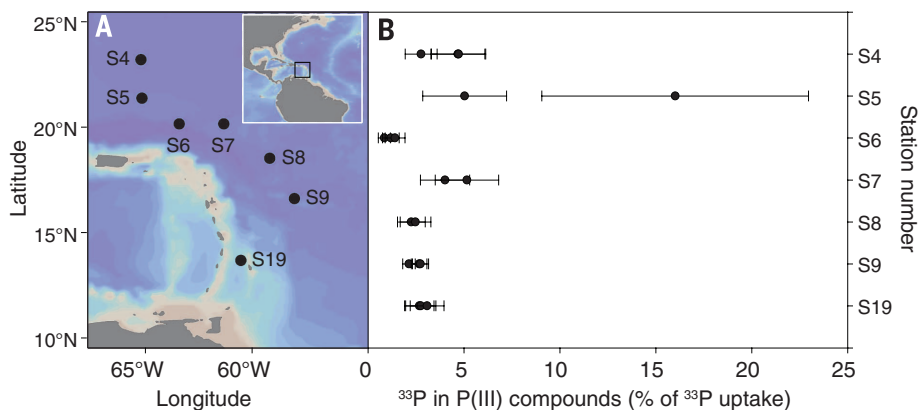 A
B
25°N
20°N
15°N
10°N
Latitude
S4
S5
S6
S7
S8
S9
S19
65°W
60°W
Longitude
S4
S5
S6
S7
S8
S9
S19
Station number
0
5
10
15
20
25
³³P in P(III) compounds (% of ³³P uptake)